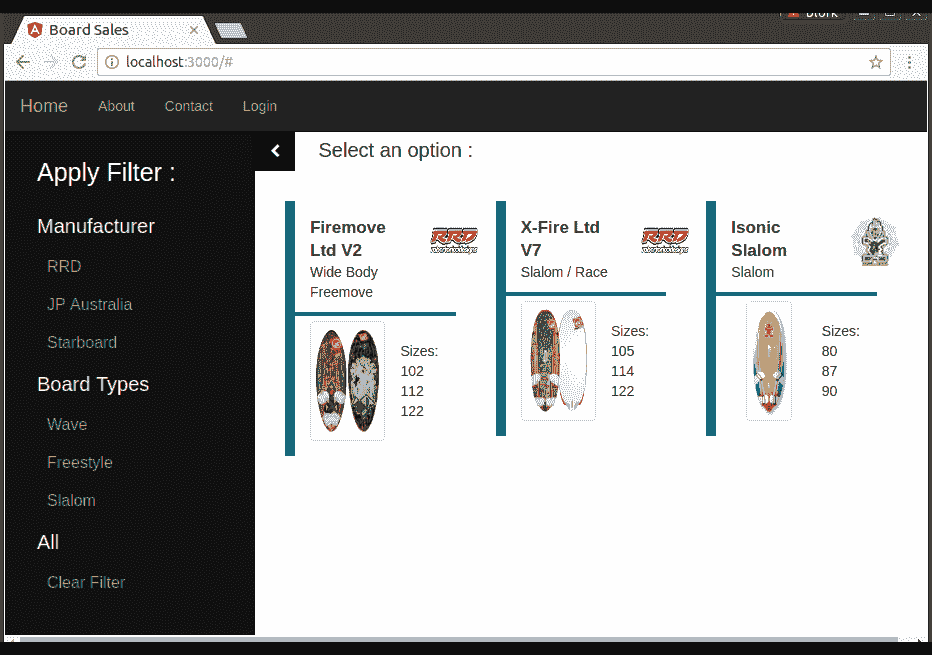 Blork
Board Sales
localhost:3000/#
Home About Contact Login
Apply Filter :
Manufacturer
RRD
JP Australia
Starboard
Board Types
Wave
Freestyle
Slalom
All
Clear Filter
Select an option :
Firemove
Ltd V2
Wide Body
Freemove
RRD
Sizes:
102
112
122
X-Fire Ltd
V7
Slalom / Race
RRD
Sizes:
105
114
122
Isonic
Slalom
Slalom
Sizes:
80
87
90